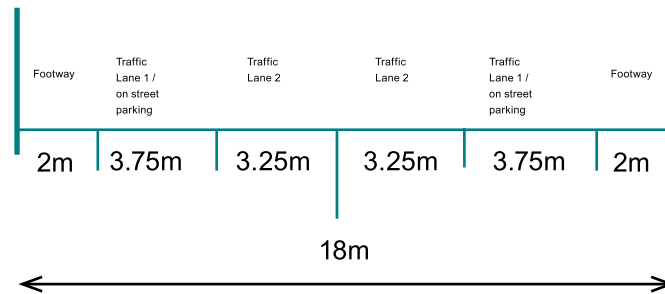 Footway
Traffic
Lane 1 /
on street
parking
Traffic
Lane 2
Traffic
Lane 2
Traffic
Lane 1 /
on street
parking
Footway
2m
3.75m
3.25m
3.25m
3.75m
2m
18m